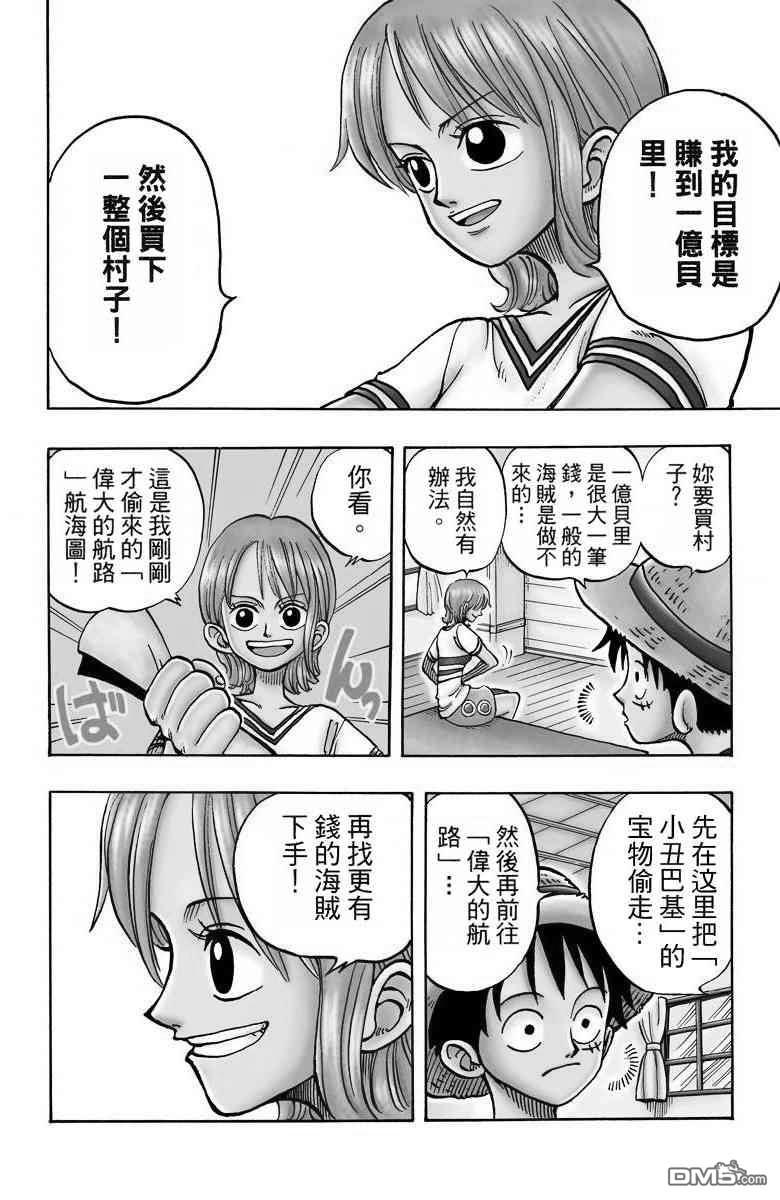 我的目標是
賺到一億貝
里！
然後買下
一整個村子！
妳要買村
子？
一億貝里
是很大一筆
錢，一般的
海賊是做不
來的…
我自然有
辦法。
你看。
這是我剛剛
才偷來的「
偉大的航路
」航海圖！
ばんっ
先在这里把「
小丑巴基」的
宝物偷走…
然後再前往
「偉大的航
路」…
再找更有
錢的海賊
下手！
DM5.com